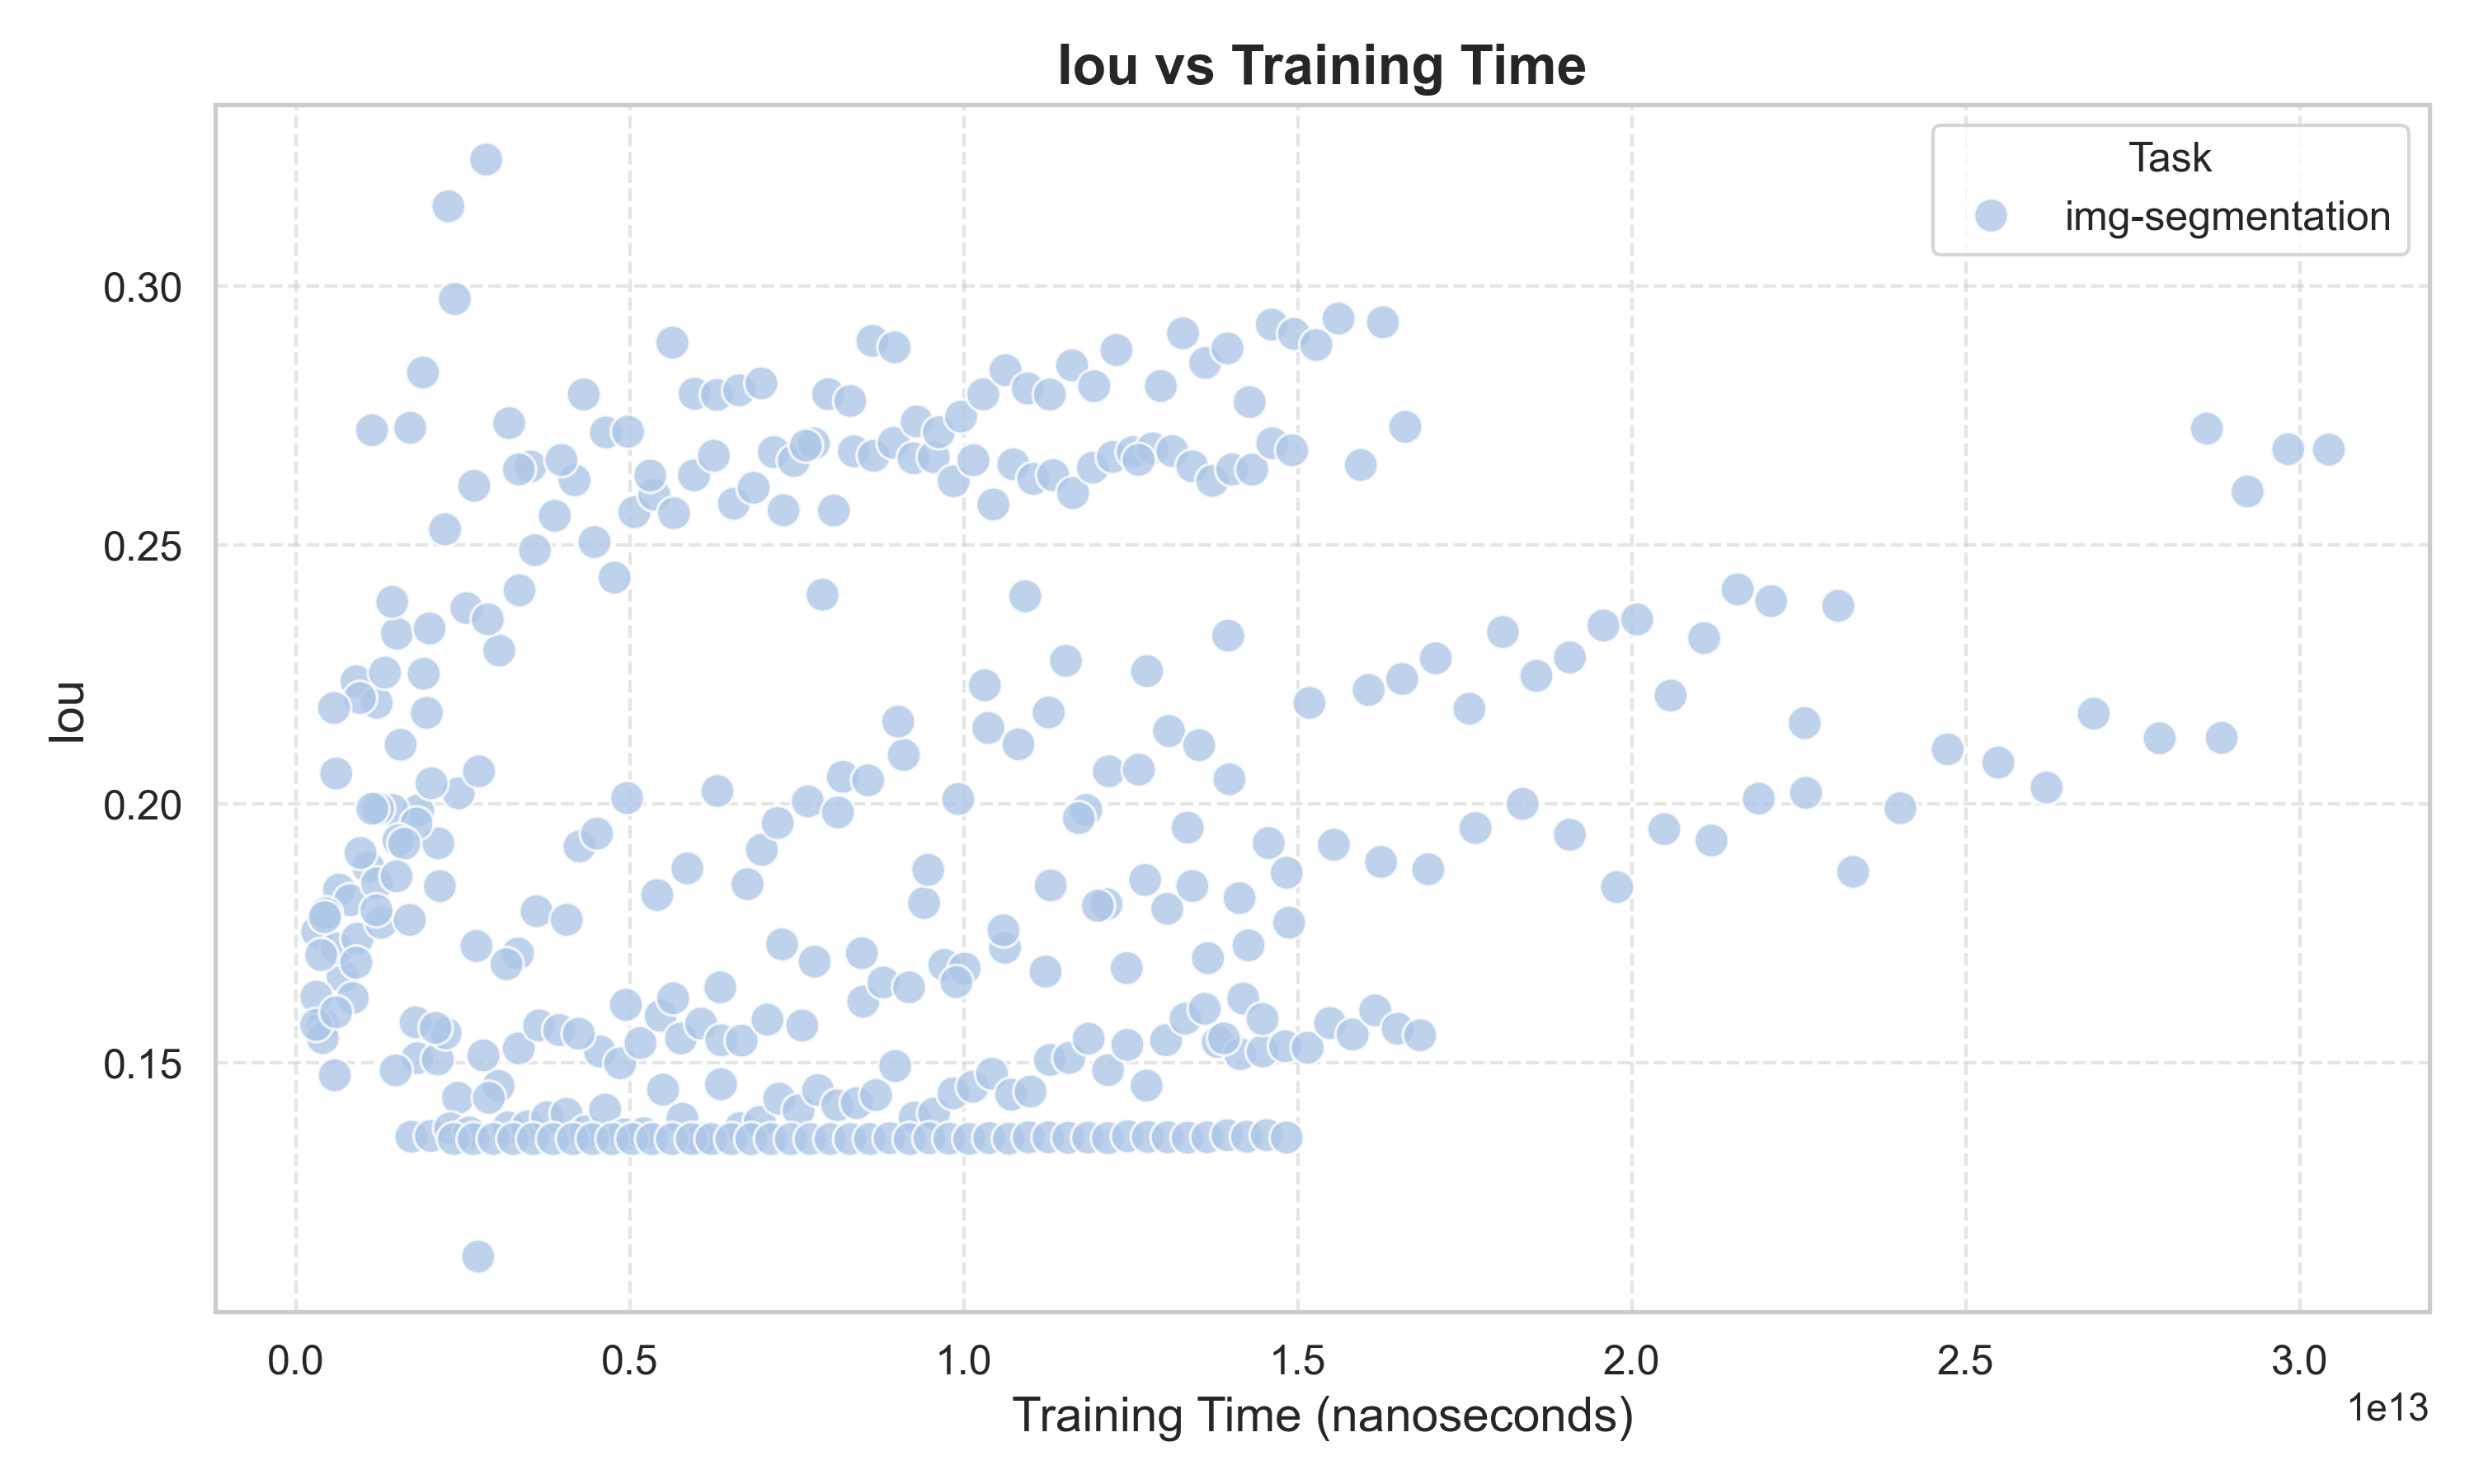 Iou vs Training Time
Task
img-segmentation
0.30
0.25
0.20
0.15
Iou
0.0 0.5 1.0 1.5 2.0 2.5 3.0
1e13
Training Time (nanoseconds)